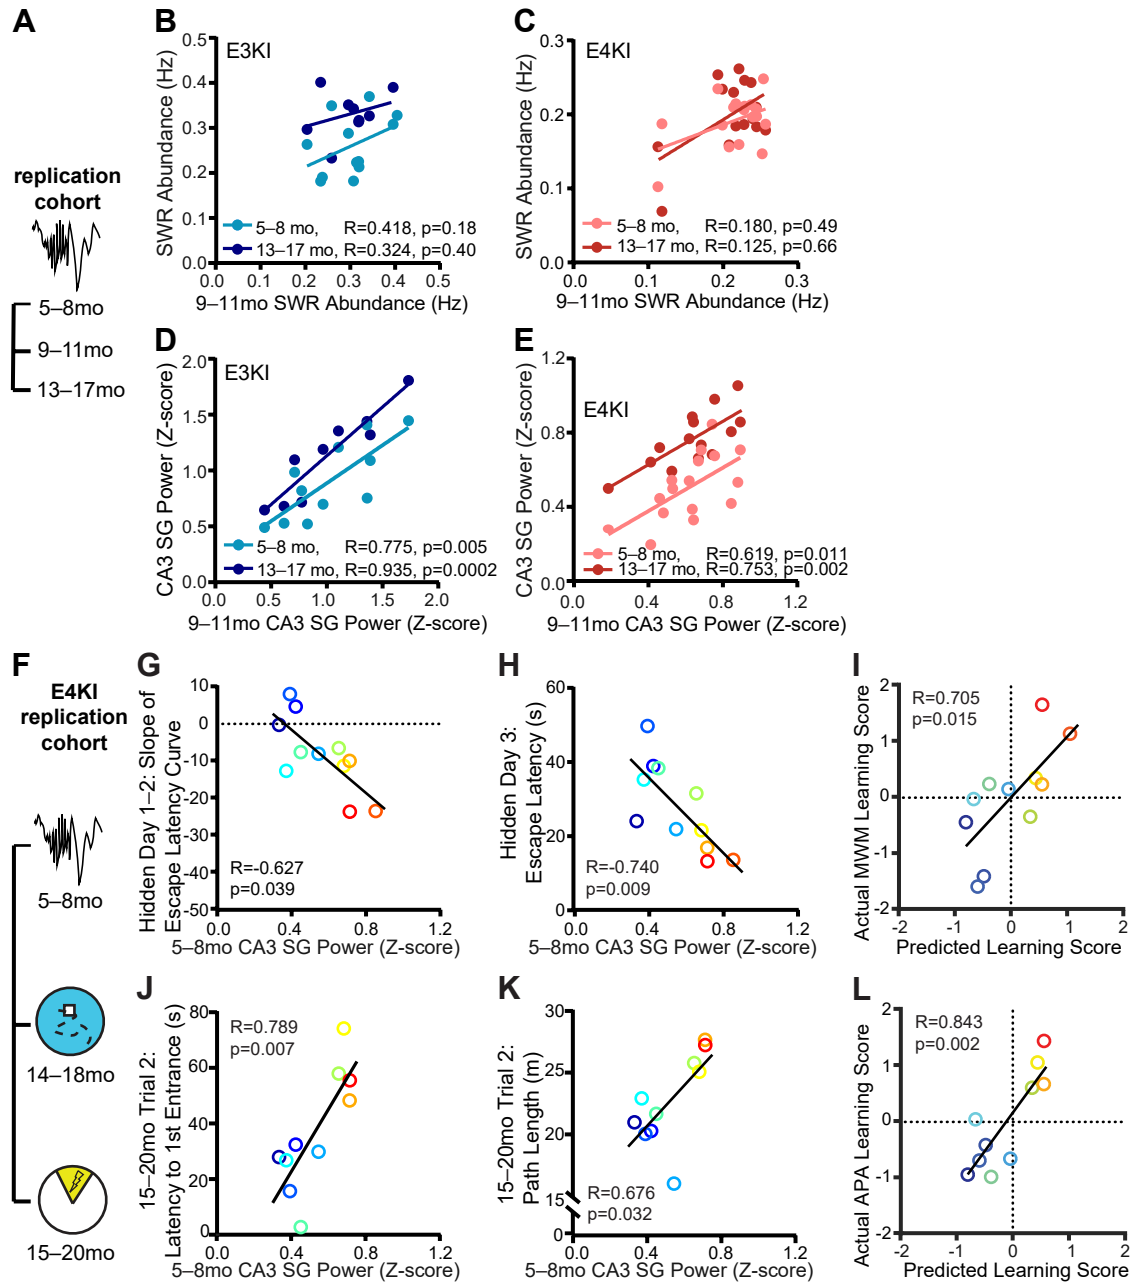 A
replication
cohort
5–8mo
9–11mo
13–17mo
B
E3KI
SWR Abundance (Hz)
0.5
0.4
0.3
0.2
0.1
0.0
5–8 mo, R=0.418, p=0.18
13–17 mo, R=0.324, p=0.40
0.0 0.1 0.2 0.3 0.4 0.5
9–11mo SWR Abundance (Hz)
C
E4KI
SWR Abundance (Hz)
0.3
0.2
0.1
0.0
5–8 mo, R=0.180, p=0.49
13–17 mo, R=0.125, p=0.66
0.0 0.1 0.2 0.3
9–11mo SWR Abundance (Hz)
D
E3KI
CA3 SG Power (Z-score)
2.0
1.5
1.0
0.5
0.0
5–8 mo, R=0.775, p=0.005
13–17 mo, R=0.935, p=0.0002
0.0 0.5 1.0 1.5 2.0
9–11mo CA3 SG Power (Z-score)
E
E4KI
CA3 SG Power (Z-score)
1.2
0.8
0.4
0.0
5–8 mo, R=0.619, p=0.011
13–17 mo, R=0.753, p=0.002
0.0 0.4 0.8 1.2
9–11mo CA3 SG Power (Z-score)
F
E4KI
replication
cohort
5–8mo
14–18mo
15–20mo
G
Hidden Day 1–2: Slope of
Escape Latency Curve
10
0
-10
-20
-30
-40
-50
R=-0.627
p=0.039
0.0 0.4 0.8 1.2
5–8mo CA3 SG Power (Z-score)
H
Hidden Day 3:
Escape Latency (s)
60
40
20
0
R=-0.740
p=0.009
0.0 0.4 0.8 1.2
5–8mo CA3 SG Power (Z-score)
I
Actual MWM Learning Score
2
1
0
-1
-2
R=0.705
p=0.015
-2 -1 0 1 2
Predicted Learning Score
J
15–20mo Trial 2:
Latency to 1st Entrance (s)
80
60
40
20
0
R=0.789
p=0.007
0.0 0.4 0.8 1.2
5–8mo CA3 SG Power (Z-score)
K
15–20mo Trial 2:
Path Length (m)
30
25
20
15
0
R=0.676
p=0.032
0.0 0.4 0.8 1.2
5–8mo CA3 SG Power (Z-score)
L
Actual APA Learning Score
2
1
0
-1
-2
R=0.843
p=0.002
-2 -1 0 1 2
Predicted Learning Score